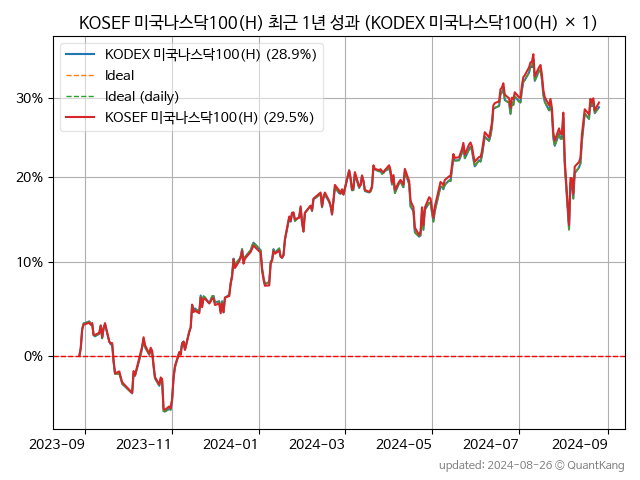 KOSEF 미국나스닥100(H) 최근 1년 성과 (KODEX 미국나스닥100(H) × 1)
KODEX 미국나스닥100(H) (28.9%)
Ideal
Ideal (daily)
KOSEF 미국나스닥100(H) (29.5%)
30%
20%
10%
0%
2023-09
2023-11
2024-01
2024-03
2024-05
2024-07
2024-09
updated: 2024-08-26 © QuantKang